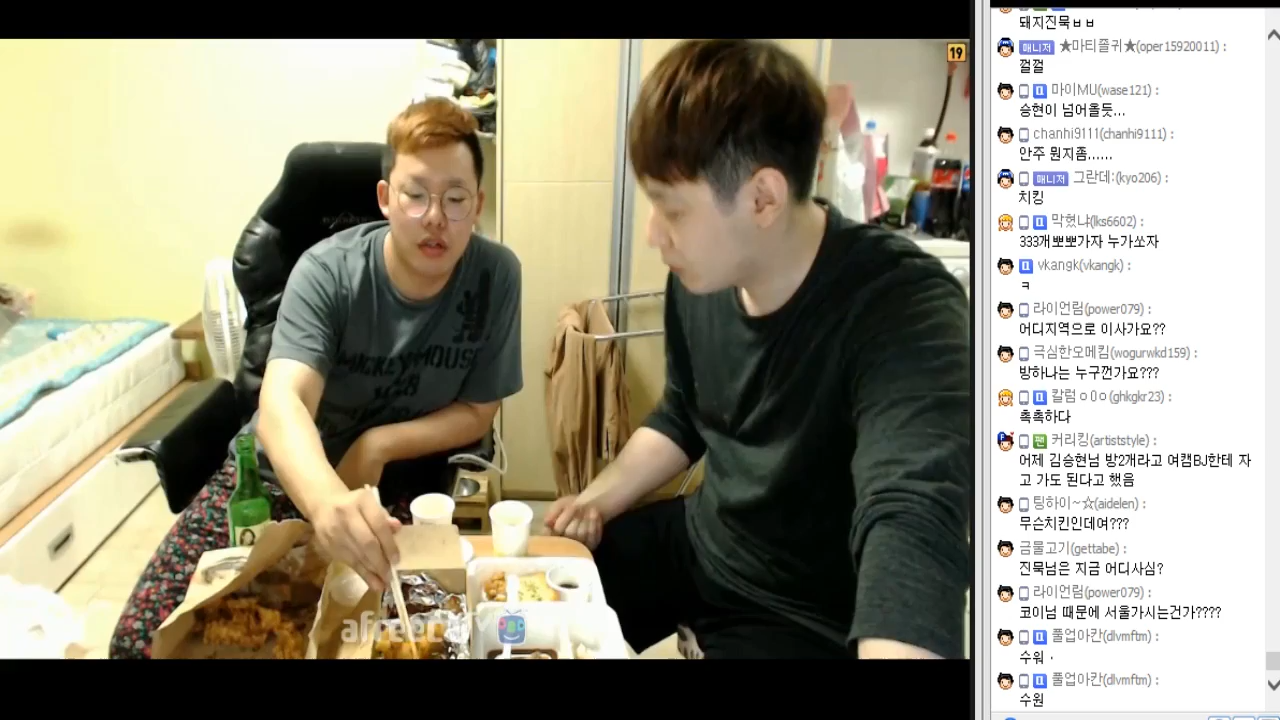 19
MICKEY MOUSE
afreeca
돼지진묵ㅂㅂ
매니저 ★마티쫄귀★(oper15920011) :
껄껄
마이MU(wase121) :
승현이 넘어올듯...
chanhi9111(chanhi9111) :
안주 뭔지좀......
매니저 그란데:(kyo206) :
치킹
막혔냐(lks6602) :
333개뽀뽀가자 누가쏘자
vkangk(vkangk) :
ㅋ
라이언림(power079) :
어디지역으로 이사가요??
극심한오메킴(wogurwkd159) :
방하나는 누구껀가요???
칼럼ㅇ0ㅇ(ghkgkr23) :
촉촉하다
팬 커리킹(artiststyle) :
어제 김승현님 방2개라고 여캠BJ한테 자
고 가도 된다고 했음
팅하이~☆(aidelen) :
무슨치킨인데여???
금물고기(gettabe) :
진묵님은 지금 어디사심?
라이언림(power079) :
코이님 때문에 서울가시는건가????
풀업아칸(dlvmftm) :
수워 .
풀업아칸(dlvmftm) :
수원